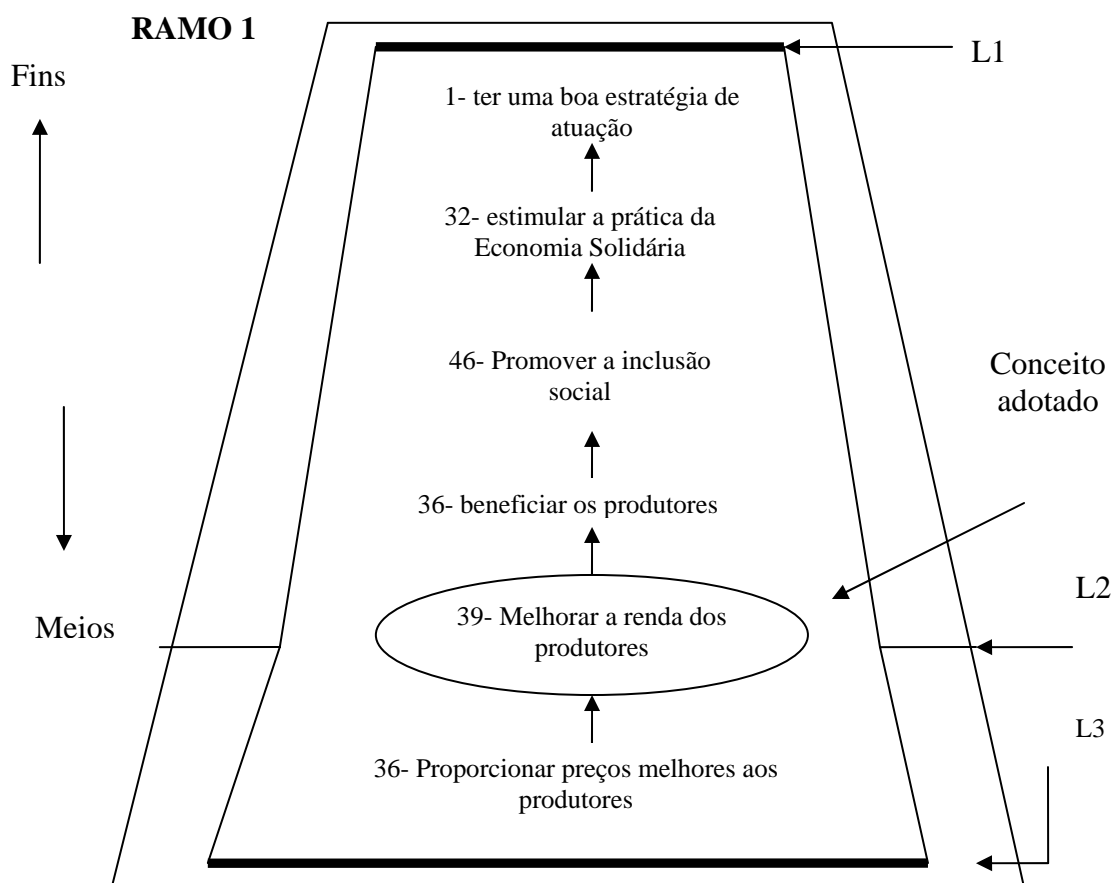 RAMO 1
L1
Fins
1- ter uma boa estratégia de
atuação
32- estimular a prática da
Economia Solidária
46- Promover a inclusão
social
Conceito
adotado
36- beneficiar os produtores
L2
39- Melhorar a renda dos
produtores
Meios
L3
36- Proporcionar preços melhores aos
produtores